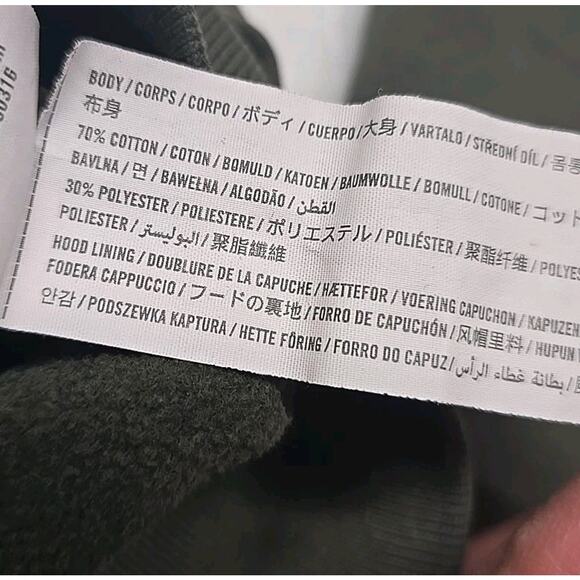 00316
BODY / CORPS / CORPO / ボディ / CUERPO / 大身 / VARTALO / STŘEDNÍ DÍL / 몸통
布身
70% COTTON / COTON / BOMULD / KATOEN / BAUMWOLLE / BOMULL / COTONE / コット
BAVLNA / 면 / BAWEŁNA / ALGODÃO / القطن
30% POLYESTER / POLIESTERE / ポリエステル / POLIÉSTER / 聚酯纤维 / POLYES
POLIESTER / البوليستر / 聚脂纖維
HOOD LINING / DOUBLURE DE LA CAPUCHE / HÆTTEFOR / VOERING CAPUCHON / KAPUZEN
FODERA CAPPUCCIO / フードの裏地 / FORRO DE CAPUCHÓN / 风帽里料 / HUPUN
안감 / PODSZEWKA KAPTURA / HETTE FÔRING / FORRO DO CAPUZ / بطانة غطاء الرأس /